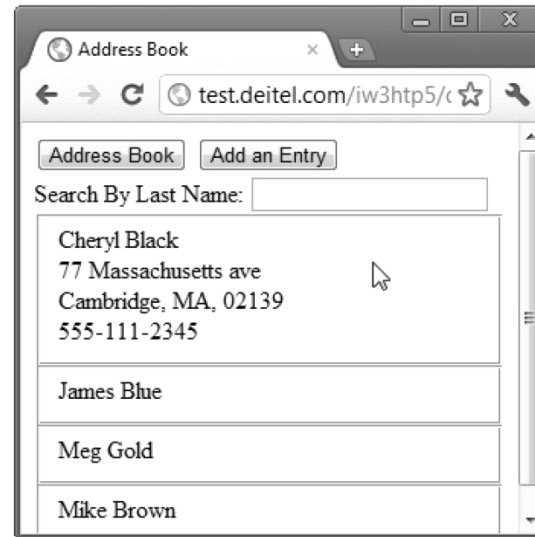 Address Book
test.deitel.com/iw3htp5/
Address Book Add an Entry
Search By Last Name:
Cheryl Black
77 Massachusetts ave
Cambridge, MA, 02139
555-111-2345
James Blue
Meg Gold
Mike Brown